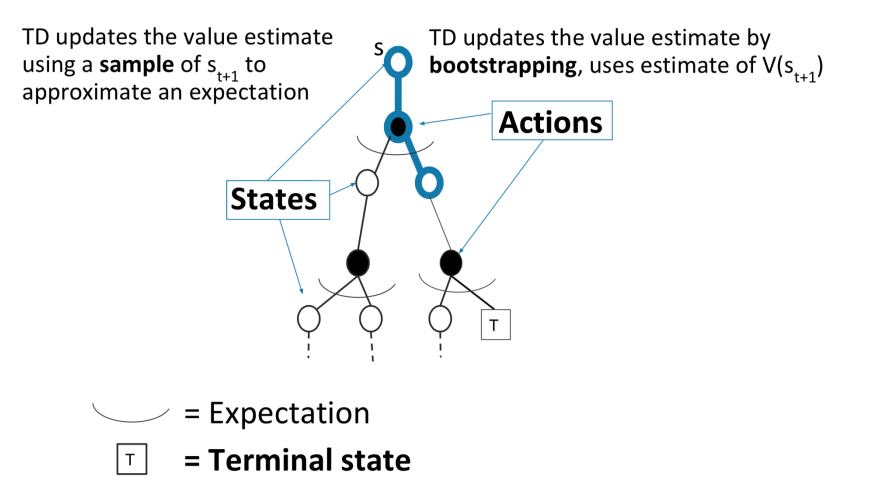 TD updates the value estimate
using a sample of s_{t+1} to
approximate an expectation
s
TD updates the value estimate by
bootstrapping, uses estimate of V(s_{t+1})
Actions
States
T
= Expectation
T = Terminal state